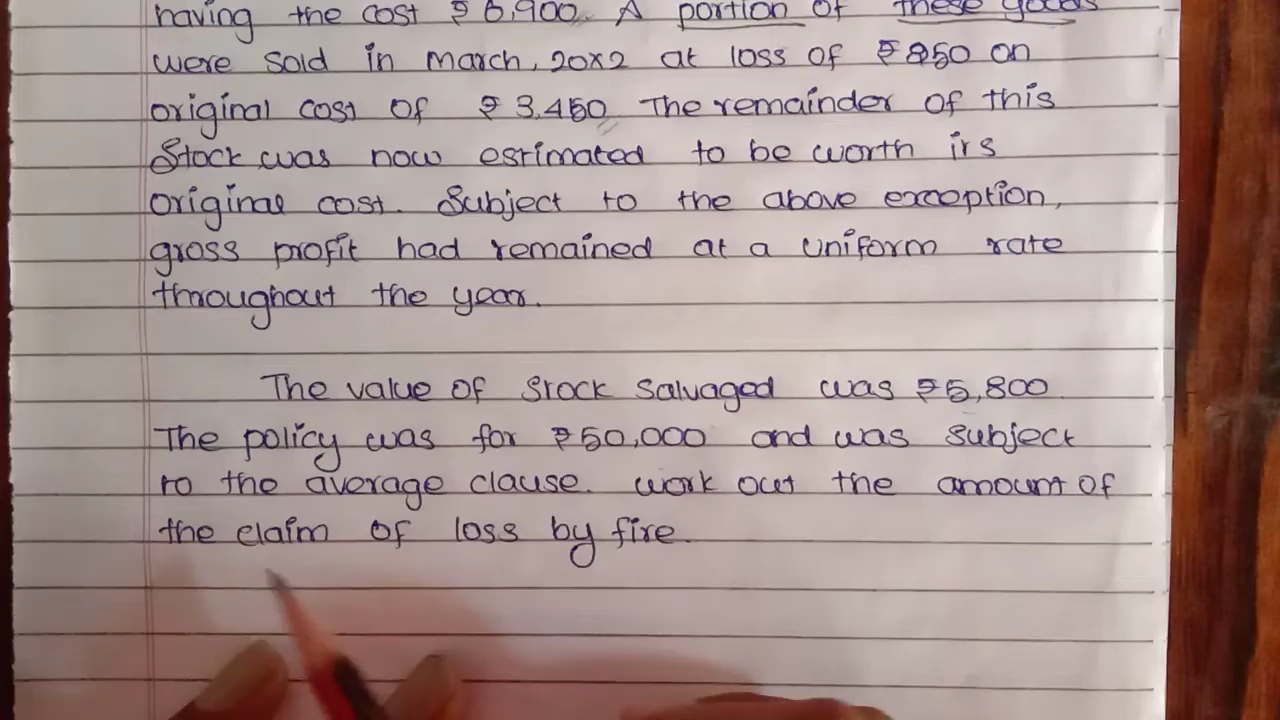 having the cost ₹ 6,900. A portion of these goods
were sold in march, 20x2 at loss of ₹ 250 on
original cost of ₹ 3,450 The remainder of this
Stock was now estimated to be worth its
original cost. Subject to the above exception,
gross profit had remained at a uniform rate
throughout the year.
The value of Stock Salvaged was ₹5,800
The policy was for ₹50,000 and was subject
to the average clause. work out the amount of
the claim of loss by fire.